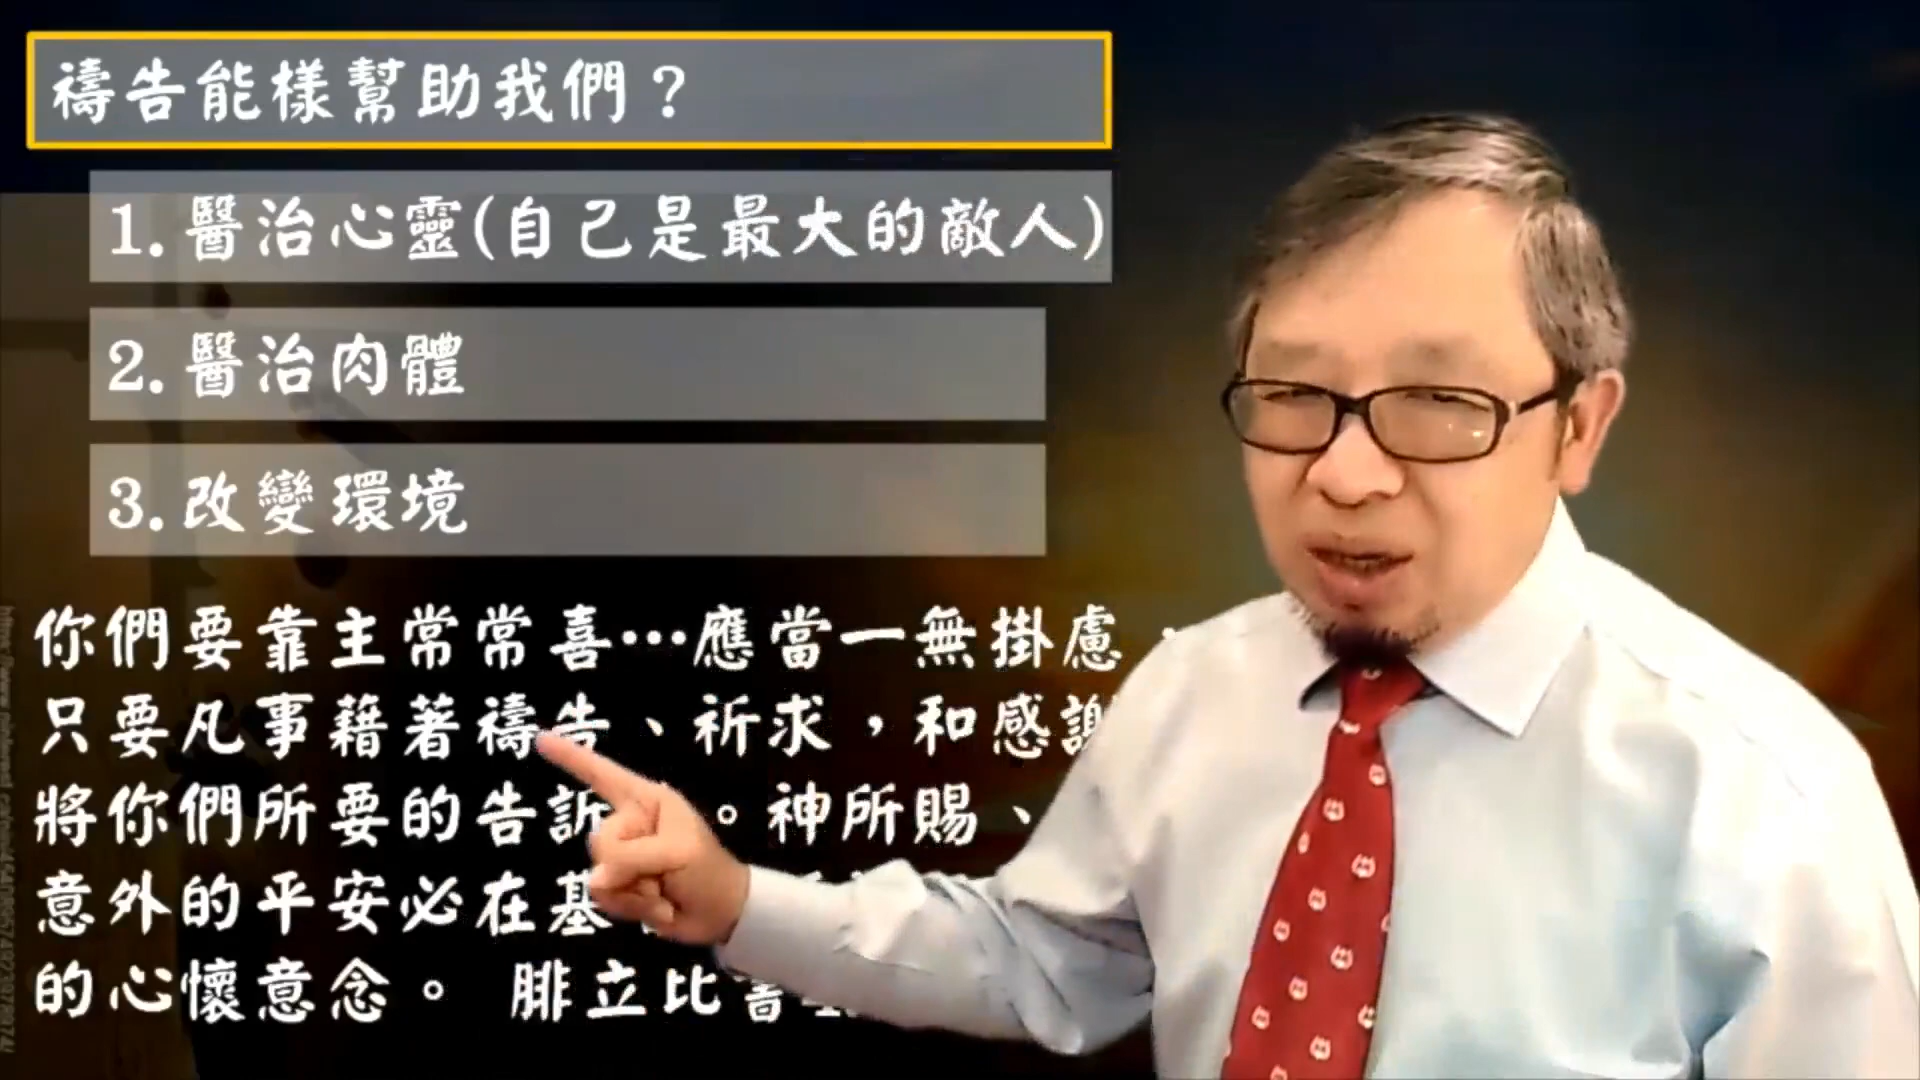 禱告能樣幫助我們？
1.醫治心靈(自己是最大的敵人)
2.醫治肉體
3.改變環境
你們要靠主常常喜…應當一無掛慮，
只要凡事藉著禱告、祈求，和感謝
將你們所要的告訴 。神所賜、
意外的平安必在基
的心懷意念。 腓立比書